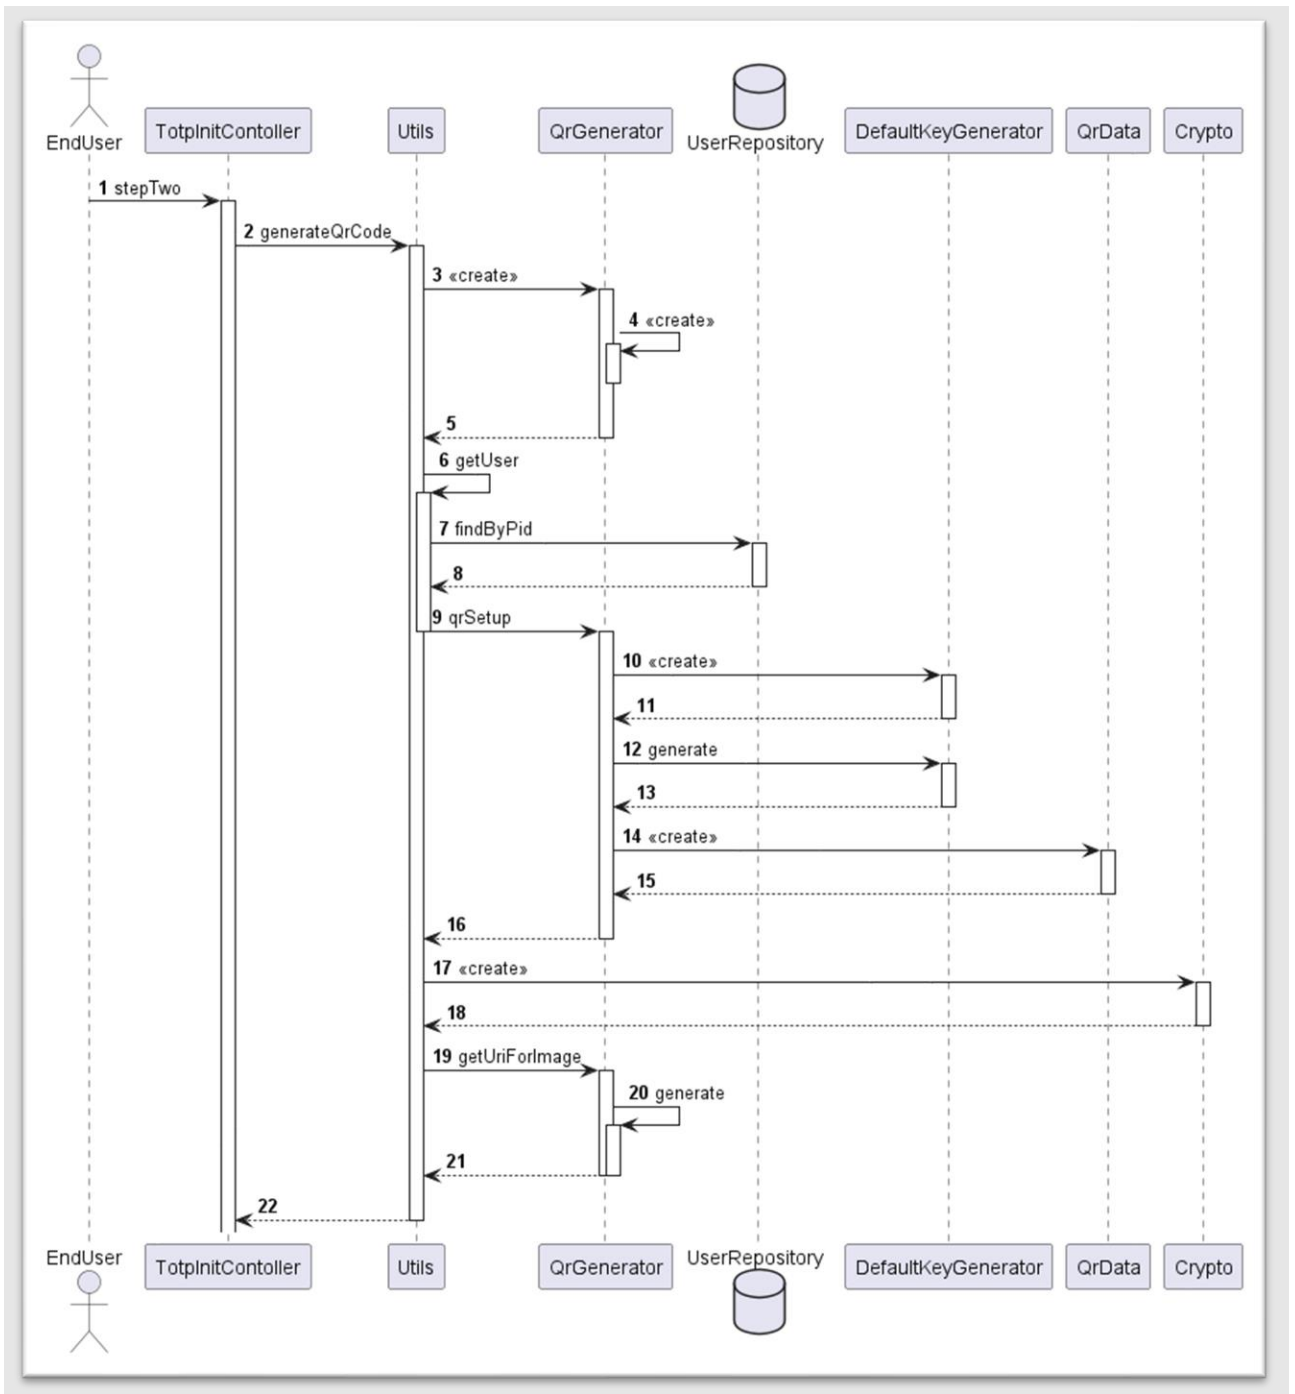 EndUser
TotpInitContoller
Utils
QrGenerator
UserRepository
DefaultKeyGenerator
QrData
Crypto
1 stepTwo
2 generateQrCode
3 «create»
4 «create»
5
6 getUser
7 findByPid
8
9 qrSetup
10 «create»
11
12 generate
13
14 «create»
15
16
17 «create»
18
19 getUriForImage
20 generate
21
22
EndUser
TotpInitContoller
Utils
QrGenerator
UserRepository
DefaultKeyGenerator
QrData
Crypto